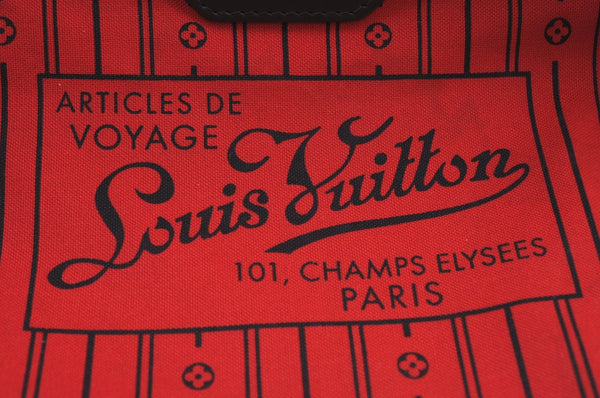 ARTICLES DE
VOYAGE
Louis Vuitton
101, CHAMPS ELYSEES
PARIS